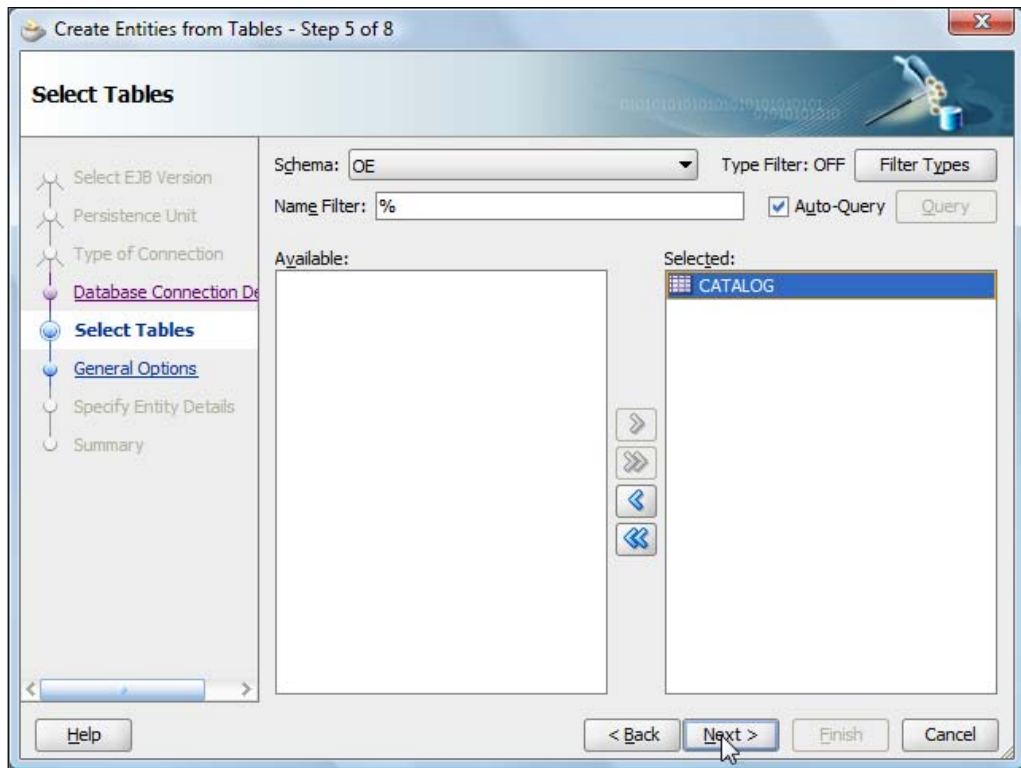 Create Entities from Tables - Step 5 of 8
Select Tables
Select EJB Version
Persistence Unit
Type of Connection
Database Connection De
Select Tables
General Options
Specify Entity Details
Summary
Schema: OE Type Filter: OFF Filter Types
Name Filter: % Auto-Query Query
Available: Selected:
CATALOG
Help < Back Next > Finish Cancel